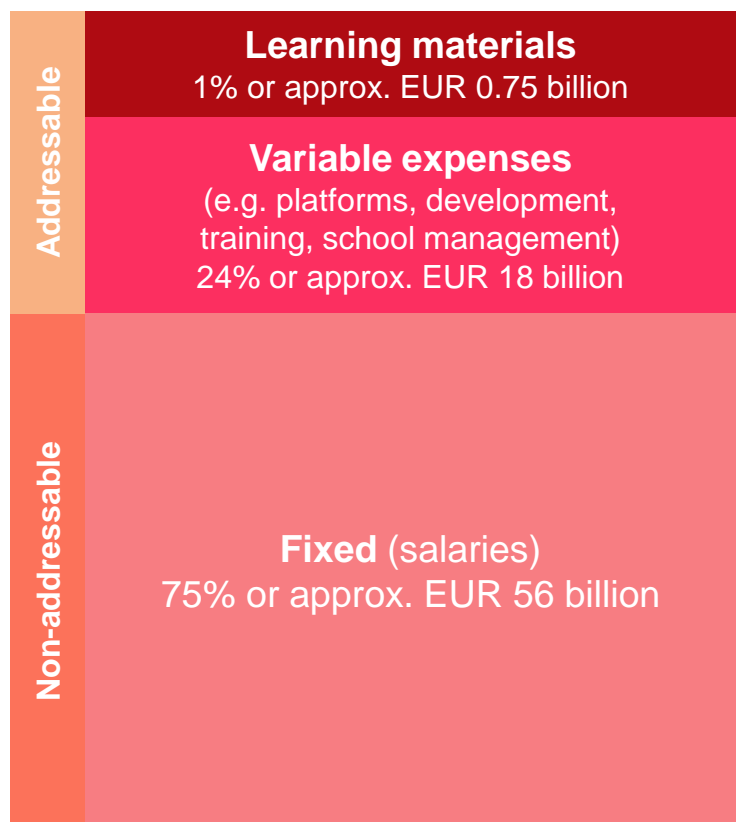 Addressable
Learning materials
1% or approx. EUR 0.75 billion
Variable expenses
(e.g. platforms, development,
training, school management)
24% or approx. EUR 18 billion
Non-addressable
Fixed (salaries)
75% or approx. EUR 56 billion